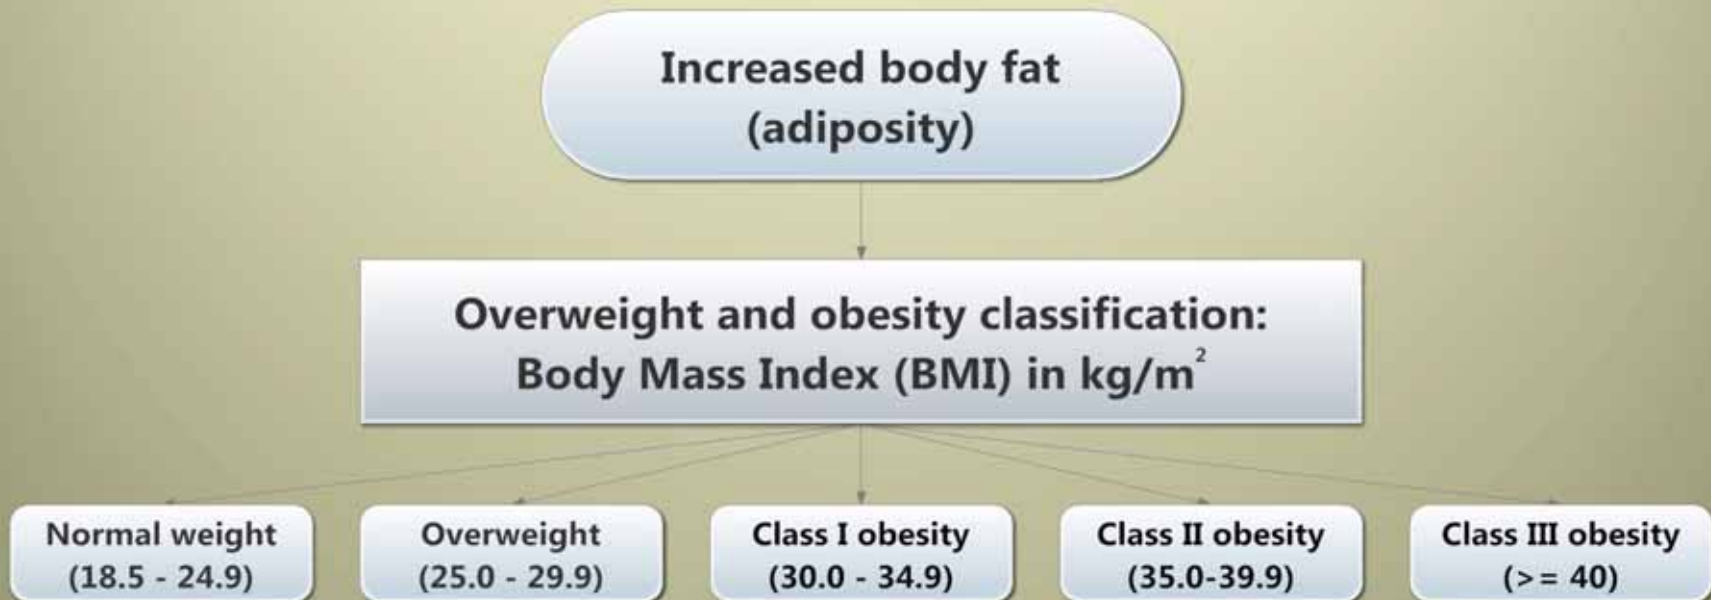 Increased body fat
(adiposity)
Overweight and obesity classification:
Body Mass Index (BMI) in kg/m²
Normal weight
(18.5 - 24.9)
Overweight
(25.0 - 29.9)
Class I obesity
(30.0 - 34.9)
Class II obesity
(35.0-39.9)
Class III obesity
(>= 40)